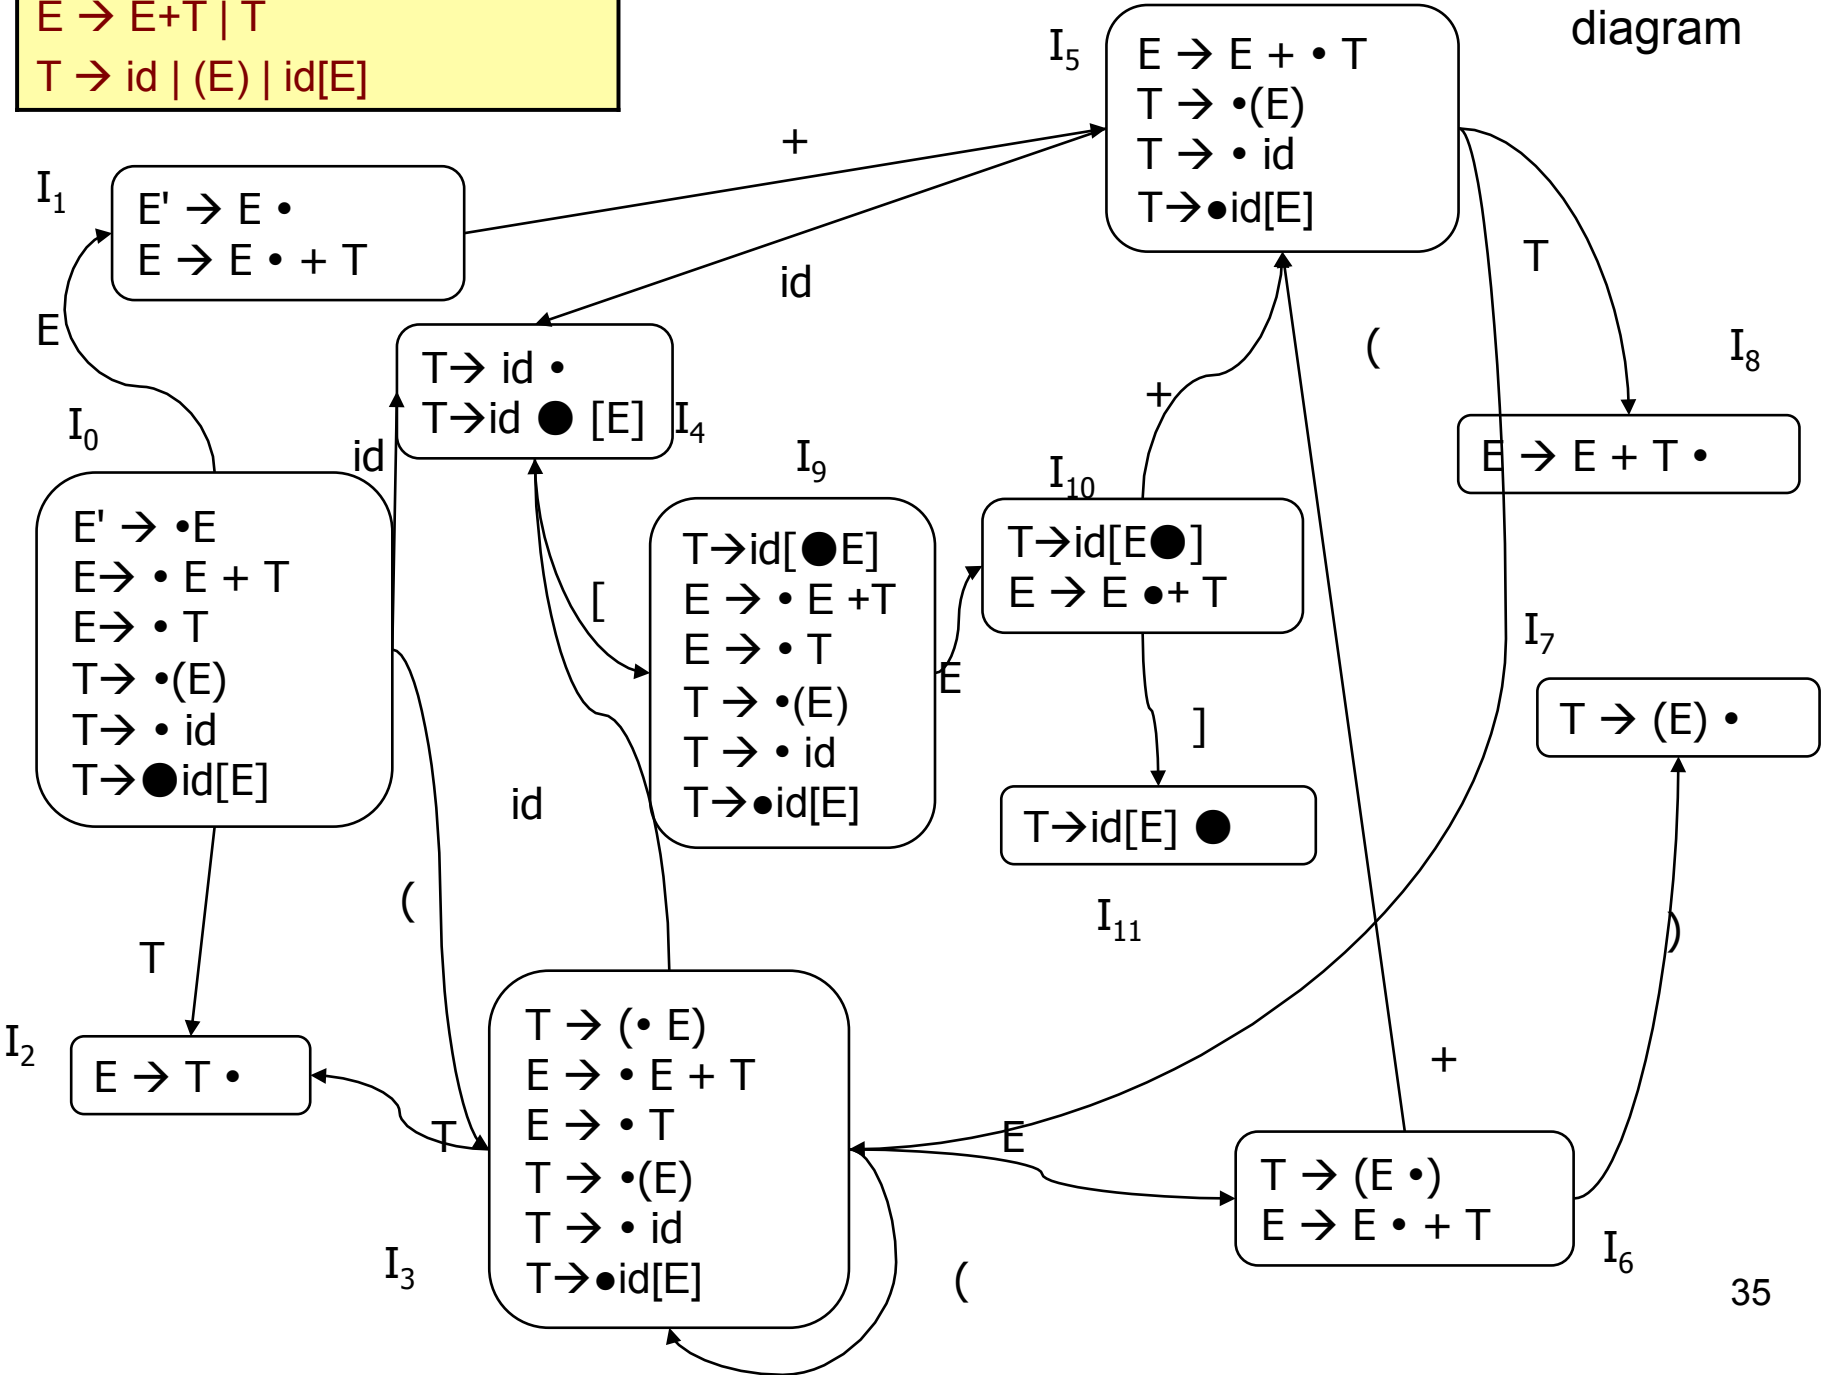 E → E+T | T
T → id | (E) | id[E]
diagram
I5
E → E + • T
T → •(E)
T → • id
T→●id[E]
+
I1
E' → E •
E → E • + T
id
T
E
(
I8
E → E + T •
T→ id •
T→id ● [E]
I4
+
I0
id
E' → •E
E→ • E + T
E→ • T
T→ •(E)
T→ • id
T→●id[E]
I9
T→id[●E]
E → • E +T
E → • T
T → •(E)
T → • id
T→●id[E]
[
I10
T→id[E●]
E → E ●+ T
E
]
I7
T → (E) •
T→id[E] ●
I11
id
(
T
)
I2
E → T •
T
T → (• E)
E → • E + T
E → • T
T → •(E)
T → • id
T→●id[E]
I3
(
E
+
T → (E •)
E → E • + T
I6
35